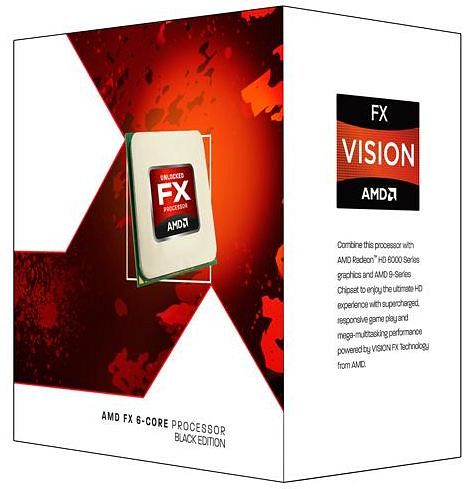 UNLOCKED
FX
PROCESSOR
AMD
AMD FX 6-CORE PROCESSOR
BLACK EDITION
FX
VISION
AMD
Combine this processor with
AMD Radeon™ HD 6000 Series
graphics and AMD 9-Series
Chipset to enjoy the ultimate HD
experience with supercharged,
responsive game play and
mega-multitasking performance
powered by VISION FX Technology
from AMD.